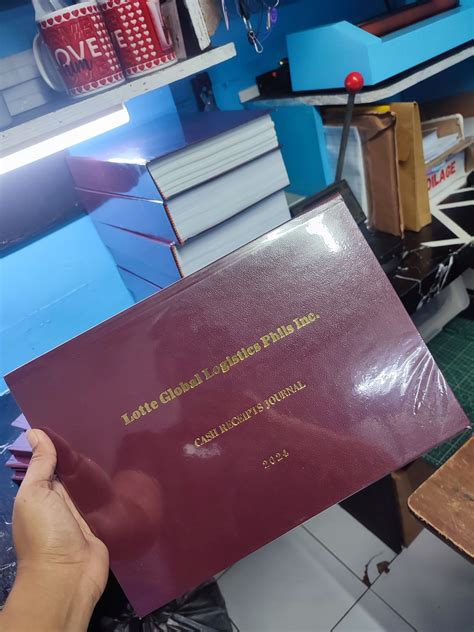 LOVE
Lotte Global Logistics Phils Inc.
CASH RECEIPTS JOURNAL
2024